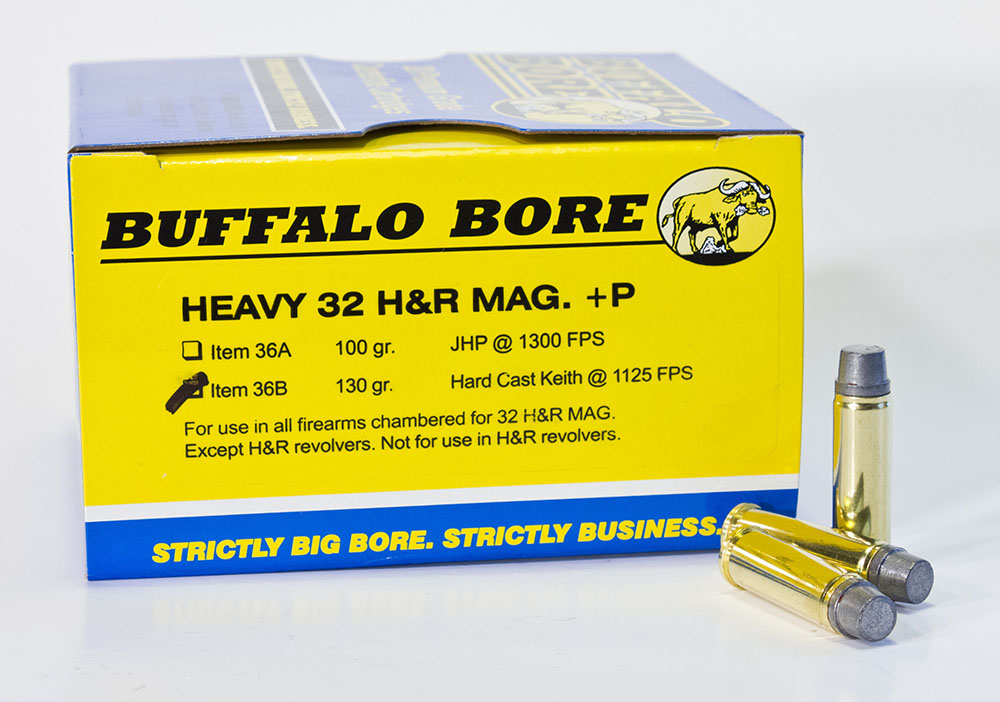 BUFFALO BORE
HEAVY 32 H&R MAG. +P
Item 36A 100 gr. JHP @ 1300 FPS
Item 36B 130 gr. Hard Cast Keith @ 1125 FPS
For use in all firearms chambered for 32 H&R MAG.
Except H&R revolvers. Not for use in H&R revolvers.
STRICTLY BIG BORE. STRICTLY BUSINESS.